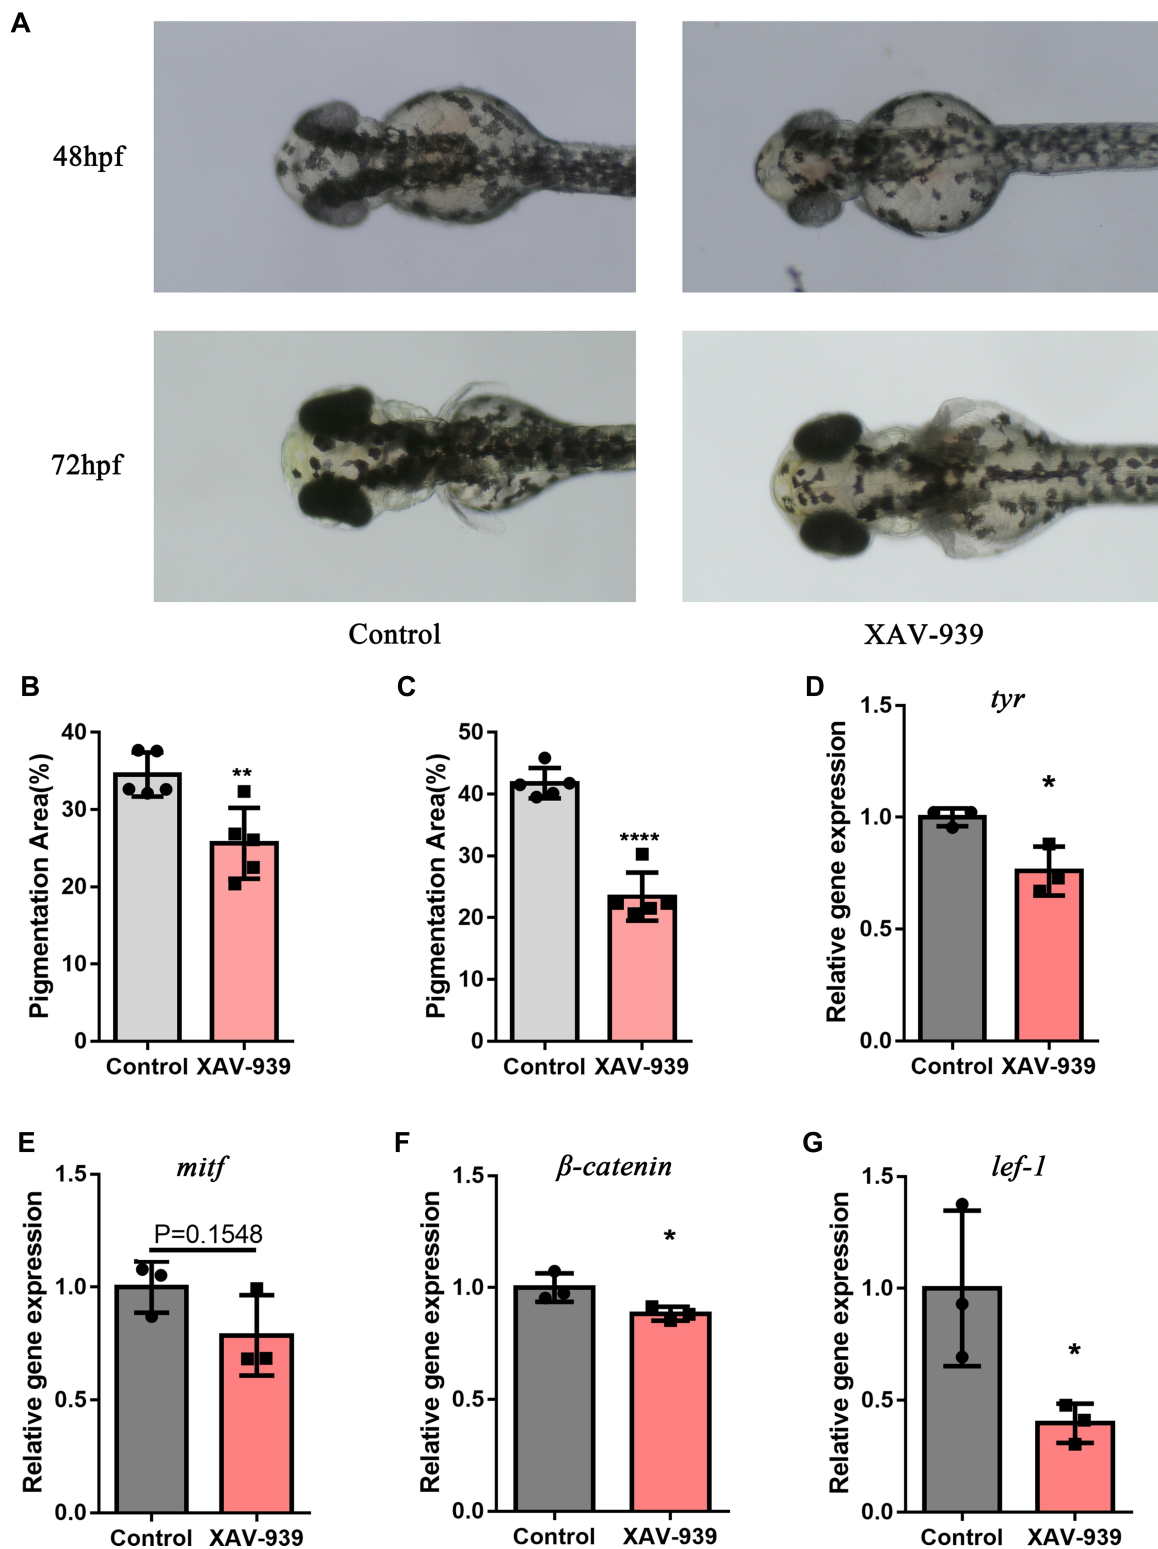 A
48hpf
72hpf
Control XAV-939
B
Pigmentation Area(%)
40
30
20
10
0
**
Control XAV-939
C
Pigmentation Area(%)
50
40
30
20
10
0
****
Control XAV-939
D
tyr
Relative gene expression
1.5
1.0
0.5
0.0
*
Control XAV-939
E
mitf
Relative gene expression
1.5
1.0
0.5
0.0
P=0.1548
Control XAV-939
F
β-catenin
Relative gene expression
1.5
1.0
0.5
0.0
*
Control XAV-939
G
lef-1
Relative gene expression
1.5
1.0
0.5
0.0
*
Control XAV-939